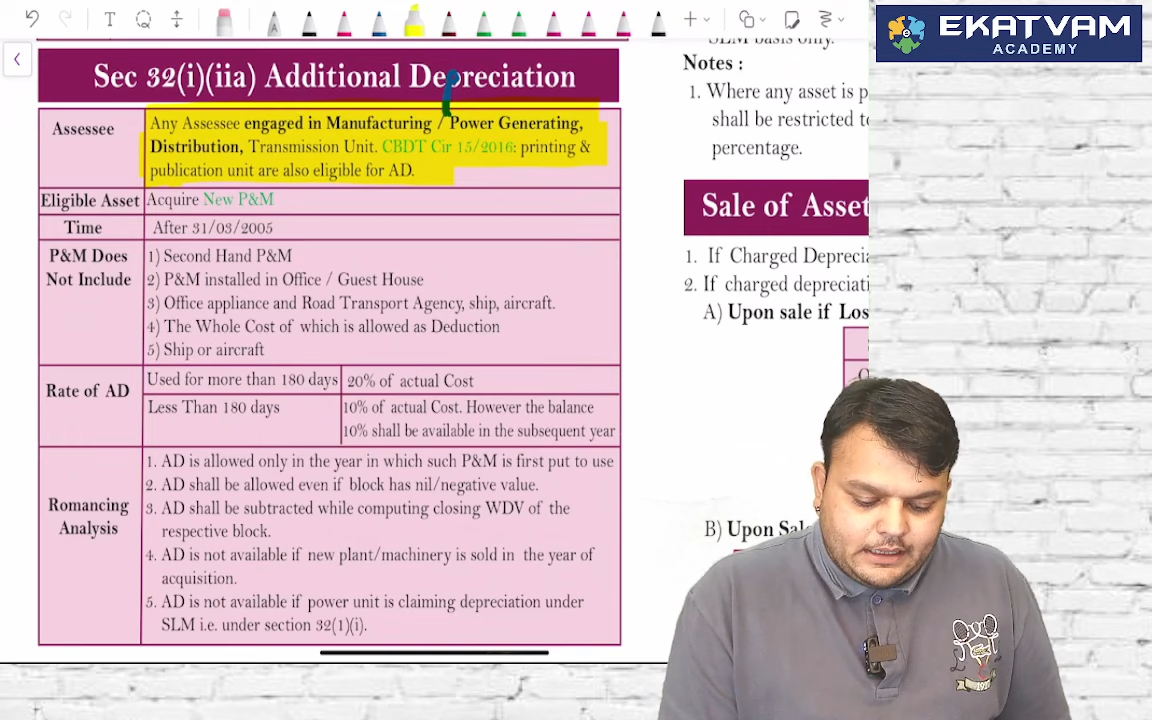 EKATVAM
ACADEMY
Sec 32(i)(iia) Additional Depreciation
Assessee
Any Assessee engaged in Manufacturing / Power Generating,
Distribution, Transmission Unit. CBDT Cir 15/2016: printing &
publication unit are also eligible for AD.
Eligible Asset
Acquire New P&M
Time
After 31/03/2005
P&M Does
Not Include
1) Second Hand P&M
2) P&M installed in Office / Guest House
3) Office appliance and Road Transport Agency, ship, aircraft.
4) The Whole Cost of which is allowed as Deduction
5) Ship or aircraft
Rate of AD
Used for more than 180 days
20% of actual Cost
Less Than 180 days
10% of actual Cost. However the balance
10% shall be available in the subsequent year
Romancing
Analysis
1. AD is allowed only in the year in which such P&M is first put to use
2. AD shall be allowed even if block has nil/negative value.
3. AD shall be subtracted while computing closing WDV of the
respective block.
4. AD is not available if new plant/machinery is sold in the year of
acquisition.
5. AD is not available if power unit is claiming depreciation under
SLM i.e. under section 32(1)(i).
SLM basis only.
Notes :
1. Where any asset is p
shall be restricted to
percentage.
Sale of Asset
1. If Charged Deprecia
2. If charged depreciati
A) Upon sale if Los
B) Upon Sal
1927